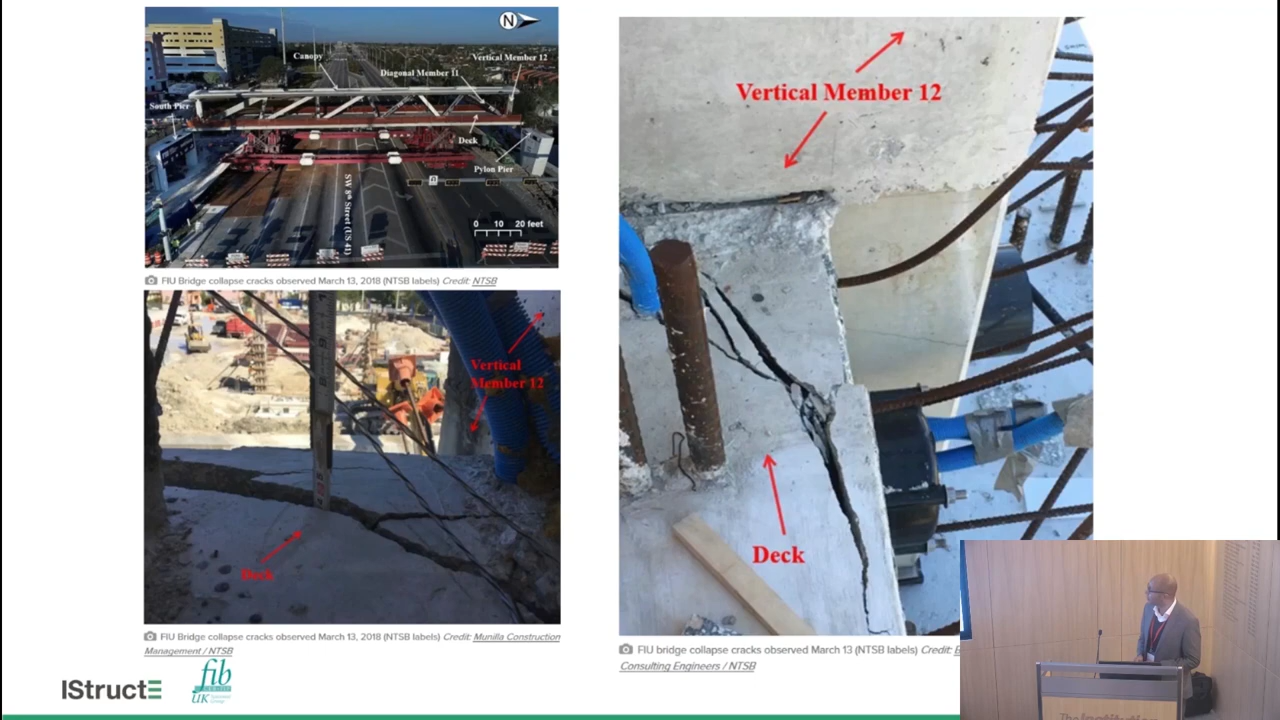 N
Canopy
Vertical Member 12
Diagonal Member 11
South Pier
Deck
Pylon Pier
SW 8th Street (US 41)
0 10 20 feet
FIU Bridge collapse cracks observed March 13, 2018 (NTSB labels) Credit: NTSB
Vertical
Member 12
Deck
FIU Bridge collapse cracks observed March 13, 2018 (NTSB labels) Credit: Munilla Construction
Management / NTSB
Vertical Member 12
Deck
FIU bridge collapse cracks observed March 13 (NTSB labels) Credit:
Consulting Engineers / NTSB
IStructE
fib
UK